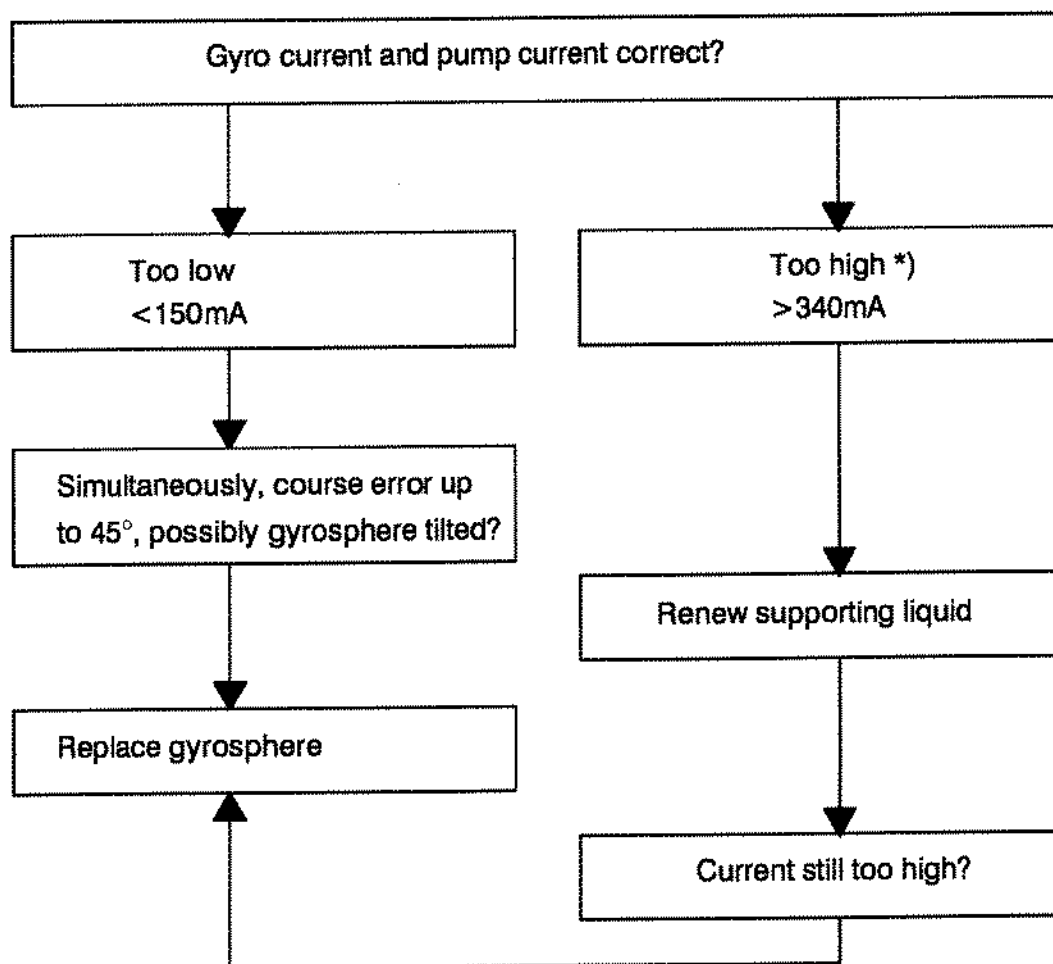 Gyro current and pump current correct?
Too low
<150mA
Too high *)
>340mA
Simultaneously, course error up
to 45°, possibly gyrosphere tilted?
Renew supporting liquid
Replace gyrosphere
Current still too high?